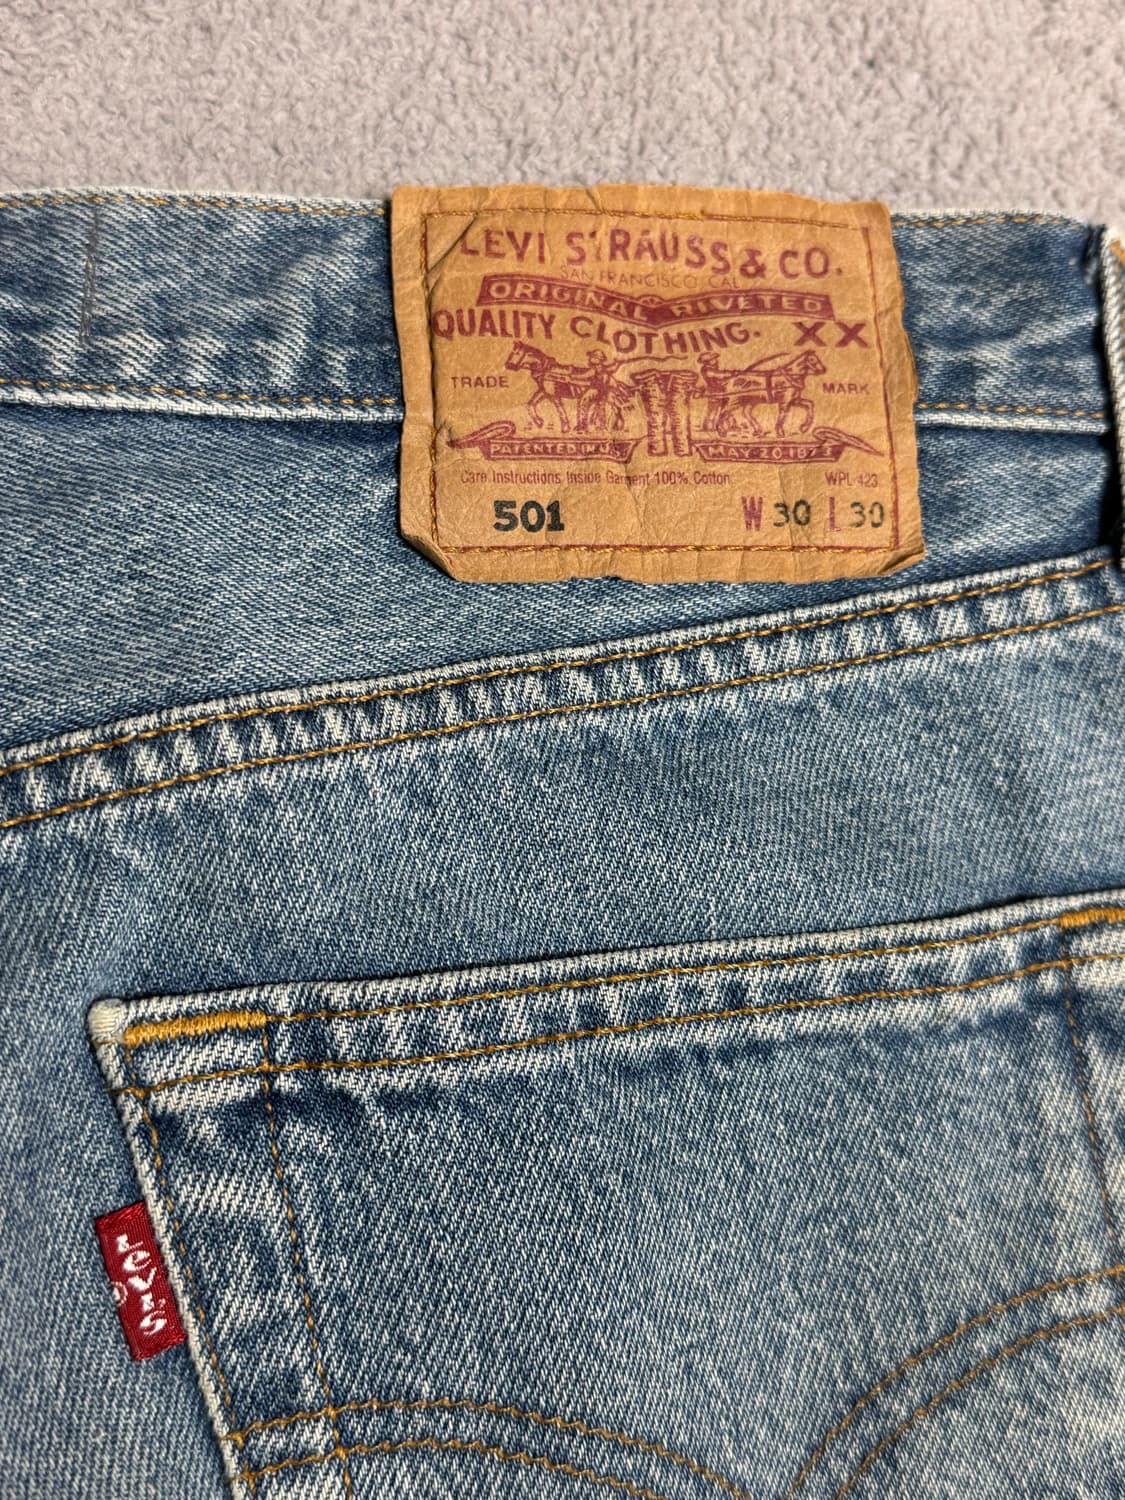 LEVI STRAUSS & CO.
SAN FRANCISCO CAL
ORIGINAL RIVETED
QUALITY CLOTHING. XX
TRADE MARK
PATENTED IN U.S. MAY 20 1873
Care Instructions Inside Garment 100% Cotton WPL 423
501 W 30 L 30
LEVI'S
®